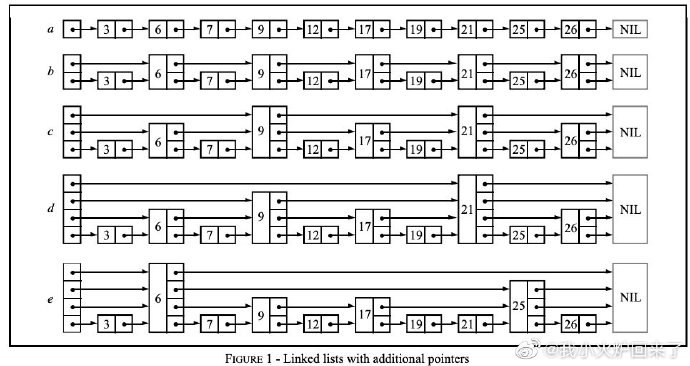 a 3 6 7 9 12 17 19 21 25 26 NIL
b 3 6 7 9 12 17 19 21 25 26 NIL
c 3 6 7 9 12 17 19 21 25 26 NIL
d 3 6 7 9 12 17 19 21 25 26 NIL
e 3 6 7 9 12 17 19 21 25 26 NIL
FIGURE 1 - Linked lists with additional pointers
@我小火炉回来了